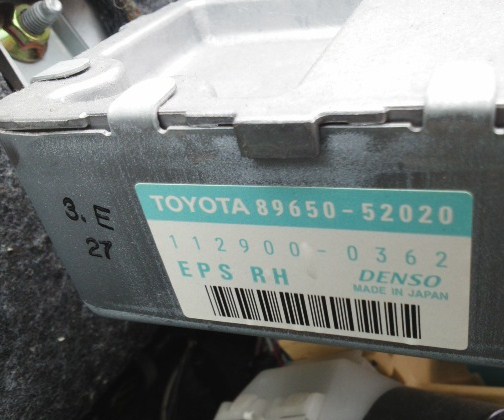 TOYOTA 89650-52020
112900-0362
EPS RH DENSO
MADE IN JAPAN
3.E
27